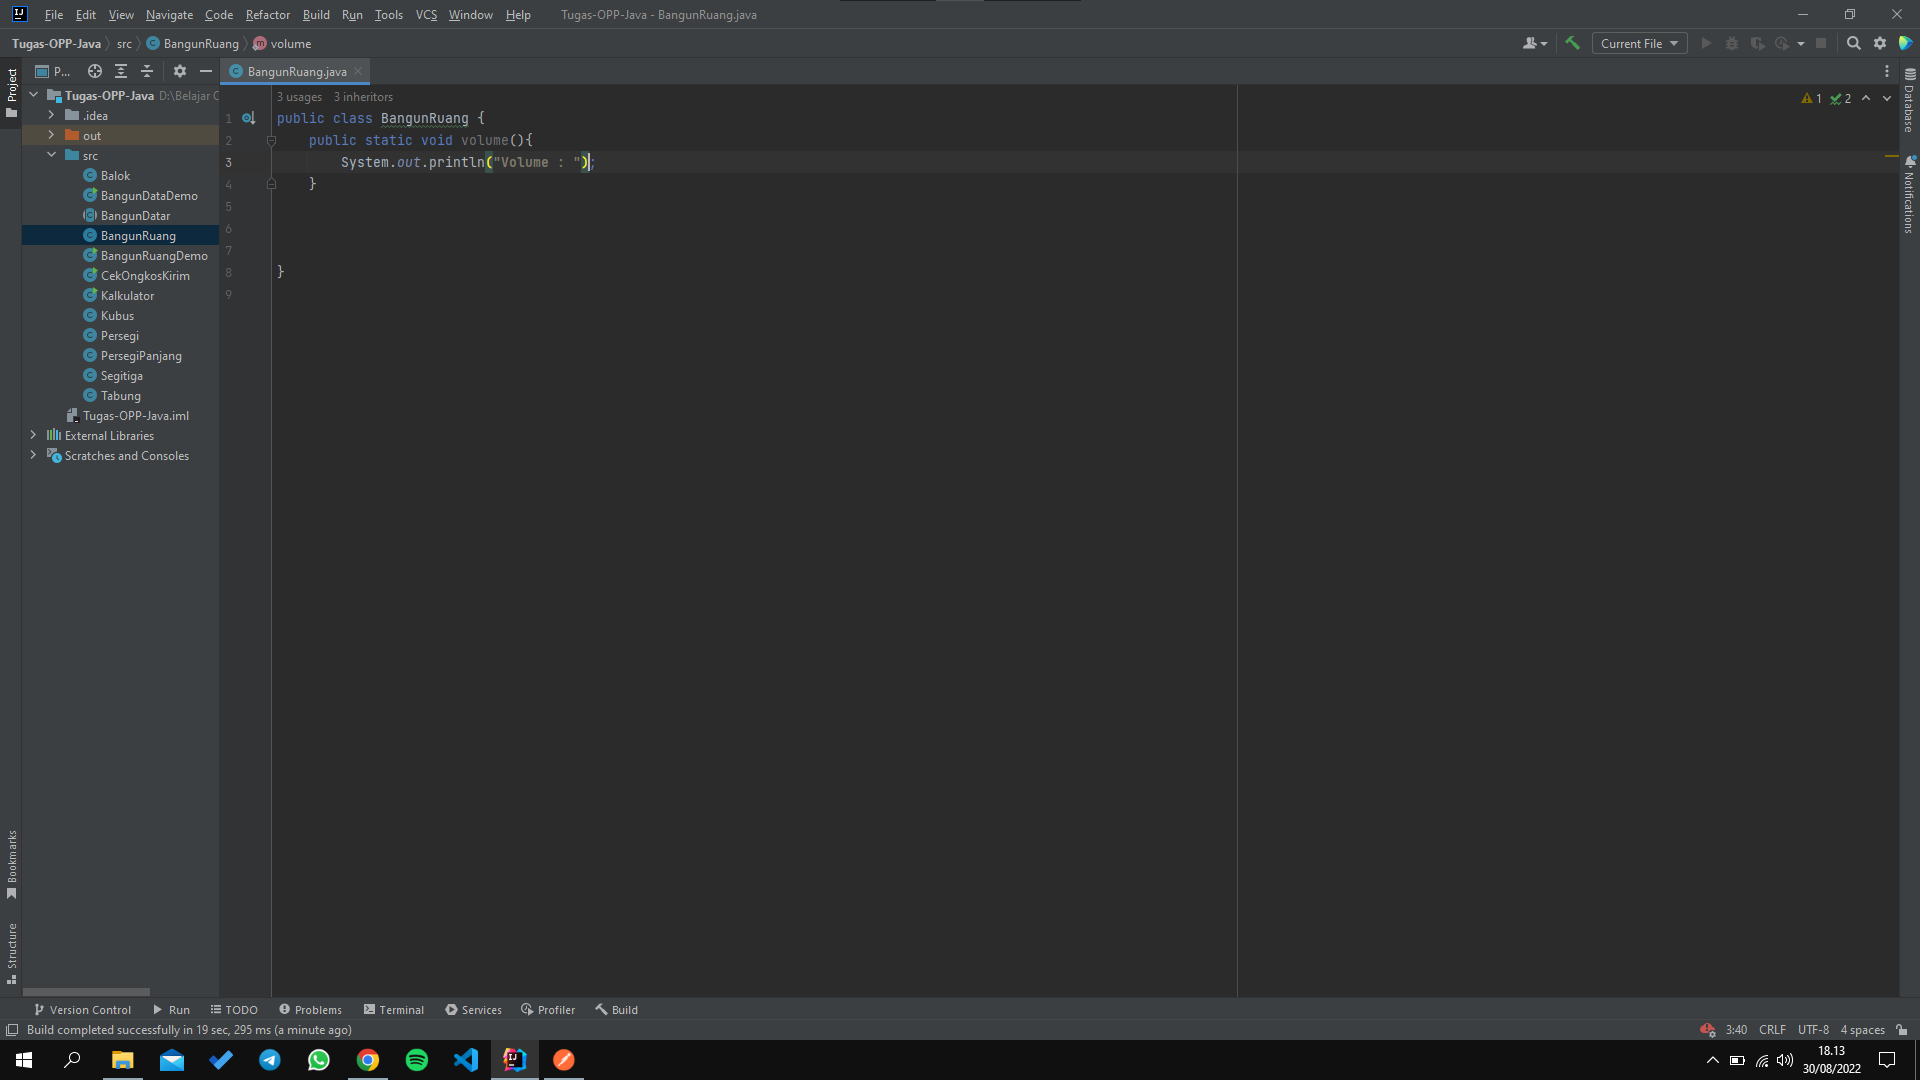 File Edit View Navigate Code Refactor Build Run Tools VCS Window Help Tugas-OPP-Java - BangunRuang.java
Tugas-OPP-Java src BangunRuang volume Current File
Project P... BangunRuang.java
Tugas-OPP-Java D:\Belajar C
.idea
out
src
Balok
BangunDataDemo
BangunDatar
BangunRuang
BangunRuangDemo
CekOngkosKirim
Kalkulator
Kubus
Persegi
PersegiPanjang
Segitiga
Tabung
Tugas-OPP-Java.iml
External Libraries
Scratches and Consoles
3 usages 3 inheritors
1 public class BangunRuang {
2 public static void volume(){
3 System.out.println("Volume : ");
4 }
5
6
7
8 }
9
1 2
Database
Notifications
Bookmarks
Structure
Version Control Run TODO Problems Terminal Services Profiler Build
Build completed successfully in 19 sec, 295 ms (a minute ago) 3:40 CRLF UTF-8 4 spaces
18.13
30/08/2022